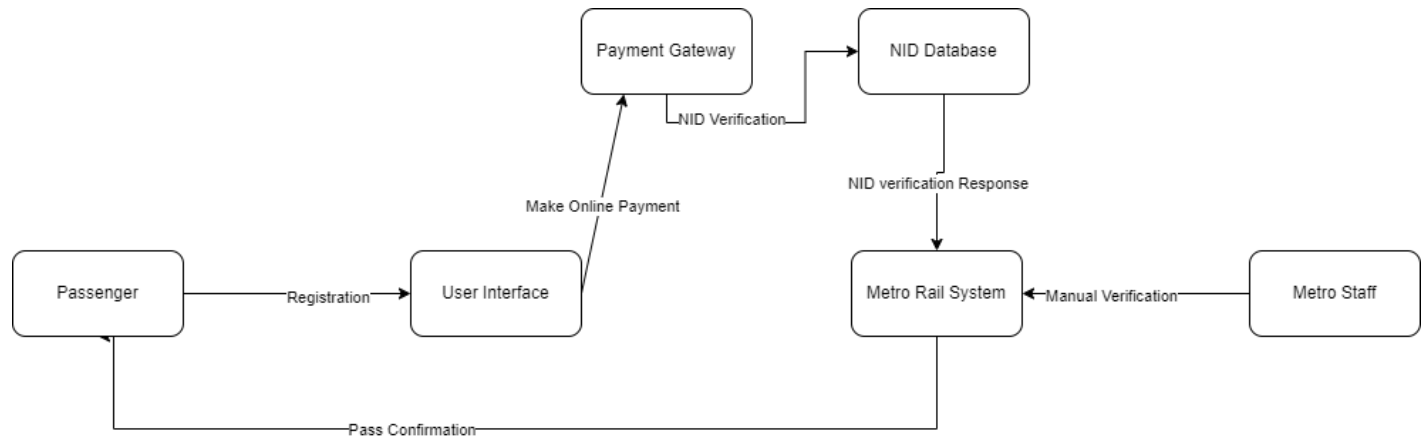 Payment Gateway
NID Database
NID Verification
NID verification Response
Make Online Payment
Passenger
Registration
User Interface
Metro Rail System
Manual Verification
Metro Staff
Pass Confirmation